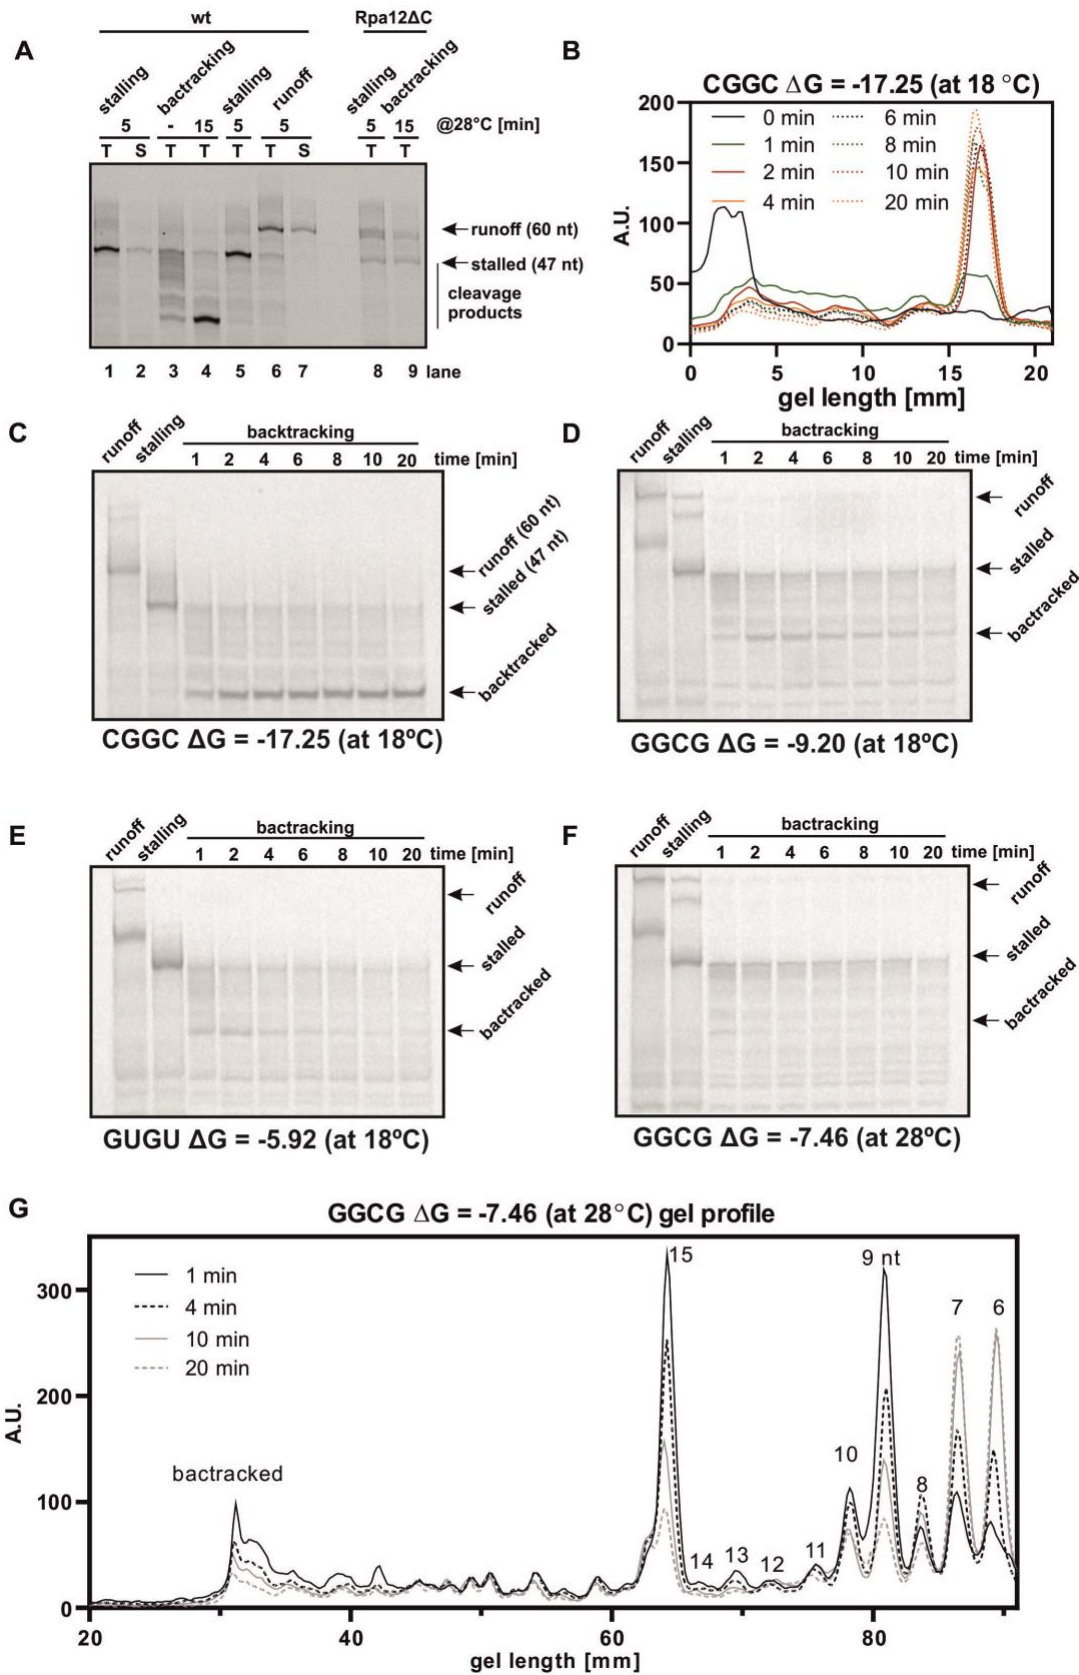 A
wt
Rpa12ΔC
stalling
bactracking
stalling
runoff
stalling
bactracking
5 - 15 5 5 5 15 @28°C [min]
T S T T T T S T T
runoff (60 nt)
stalled (47 nt)
cleavage
products
1 2 3 4 5 6 7 8 9 lane
B
CGGC ΔG = -17.25 (at 18 °C)
A.U.
200
150
100
50
0
0 min
1 min
2 min
4 min
6 min
8 min
10 min
20 min
0 5 10 15 20
gel length [mm]
C
runoff
stalling
backtracking
1 2 4 6 8 10 20 time [min]
runoff (60 nt)
stalled (47 nt)
backtracked
CGGC ΔG = -17.25 (at 18ºC)
D
runoff
stalling
bactracking
1 2 4 6 8 10 20 time [min]
runoff
stalled
bactracked
GGCG ΔG = -9.20 (at 18ºC)
E
runoff
stalling
bactracking
1 2 4 6 8 10 20 time [min]
runoff
stalled
bactracked
GUGU ΔG = -5.92 (at 18ºC)
F
runoff
stalling
bactracking
1 2 4 6 8 10 20 time [min]
runoff
stalled
bactracked
GGCG ΔG = -7.46 (at 28ºC)
G
GGCG ΔG = -7.46 (at 28°C) gel profile
A.U.
300
200
100
0
1 min
4 min
10 min
20 min
bactracked
15
14
13
12
11
10
9 nt
8
7
6
20 40 60 80
gel length [mm]